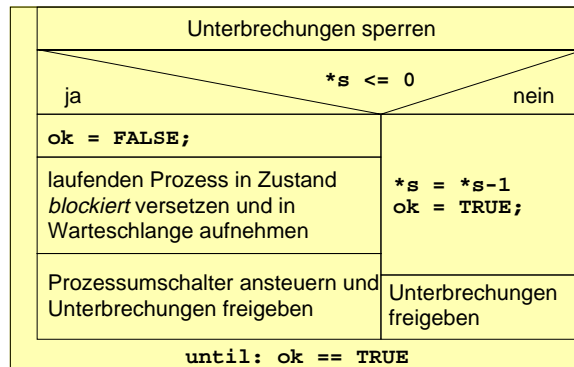 Unterbrechungen sperren
*s <= 0
ja
nein
ok = FALSE;
laufenden Prozess in Zustand
blockiert versetzen und in
Warteschlange aufnehmen
Prozessumschalter ansteuern und
Unterbrechungen freigeben
*s = *s-1
ok = TRUE;
Unterbrechungen
freigeben
until: ok == TRUE